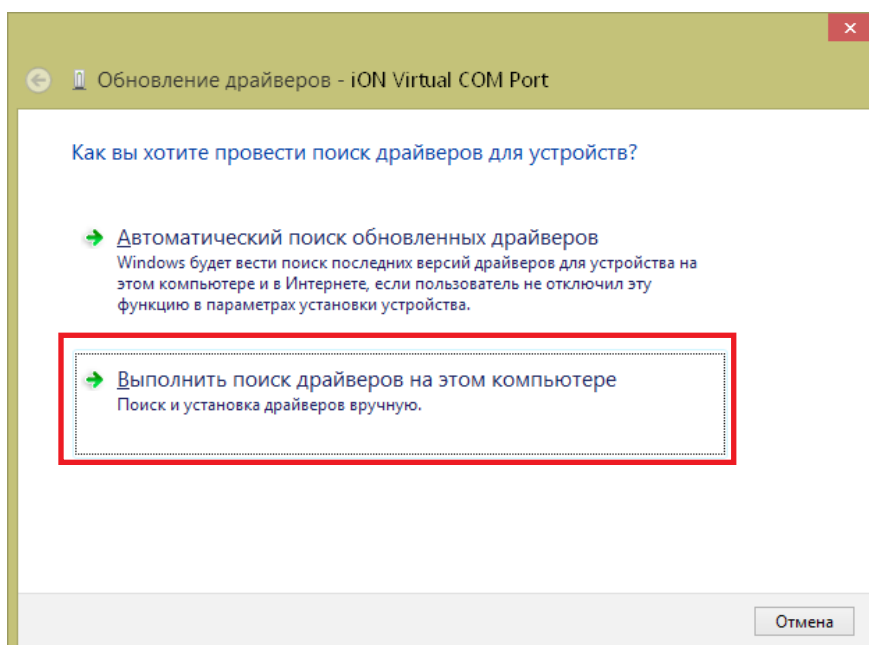 Обновление драйверов - iON Virtual COM Port
Как вы хотите провести поиск драйверов для устройств?
Автоматический поиск обновленных драйверов
Windows будет вести поиск последних версий драйверов для устройства на
этом компьютере и в Интернете, если пользователь не отключил эту
функцию в параметрах установки устройства.
Выполнить поиск драйверов на этом компьютере
Поиск и установка драйверов вручную.
Отмена